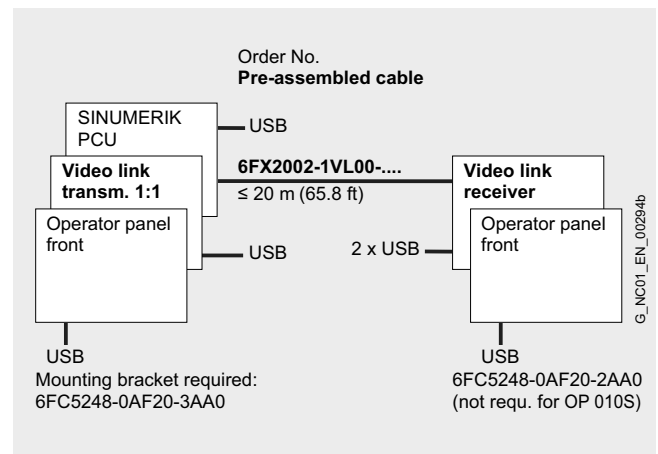 Order No.
Pre-assembled cable
SINUMERIK
PCU
USB
Video link
transm. 1:1
6FX2002-1VL00-....
≤ 20 m (65.8 ft)
Video link
receiver
Operator panel
front
USB
2 x USB
Operator panel
front
USB
Mounting bracket required:
6FC5248-0AF20-3AA0
USB
6FC5248-0AF20-2AA0
(not requ. for OP 010S)
G_NC01_EN_00294b